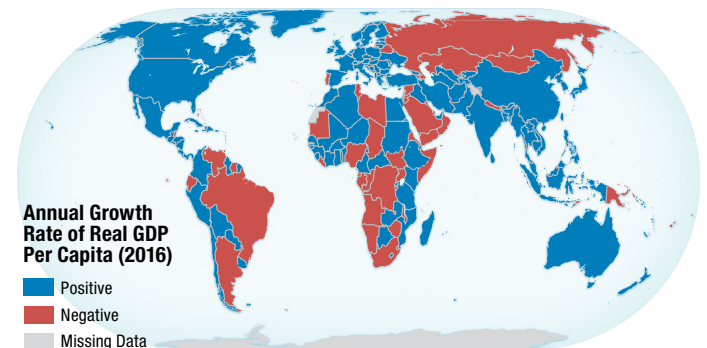 Annual Growth
Rate of Real GDP
Per Capita (2016)
Positive
Negative
Missing Data